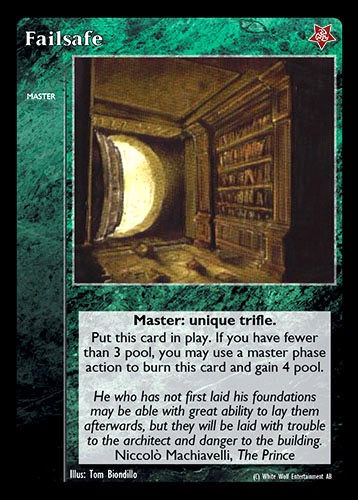 Failsafe
MASTER
Master: unique trifle.
Put this card in play. If you have fewer
than 3 pool, you may use a master phase
action to burn this card and gain 4 pool.
He who has not first laid his foundations
may be able with great ability to lay them
afterwards, but they will be laid with trouble
to the architect and danger to the building.
Niccolò Machiavelli, The Prince
Illus: Tom Biondillo
(C) White Wolf Entertainment AB